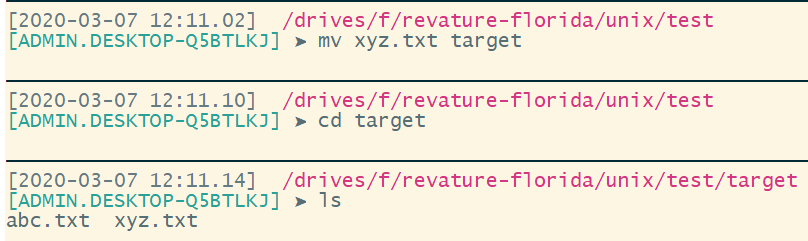 [2020-03-07 12:11.02]  /drives/f/revature-florida/unix/test
[ADMIN.DESKTOP-Q5BTLKJ] ➤ mv xyz.txt target
[2020-03-07 12:11.10]  /drives/f/revature-florida/unix/test
[ADMIN.DESKTOP-Q5BTLKJ] ➤ cd target
[2020-03-07 12:11.14]  /drives/f/revature-florida/unix/test/target
[ADMIN.DESKTOP-Q5BTLKJ] ➤ ls
abc.txt  xyz.txt